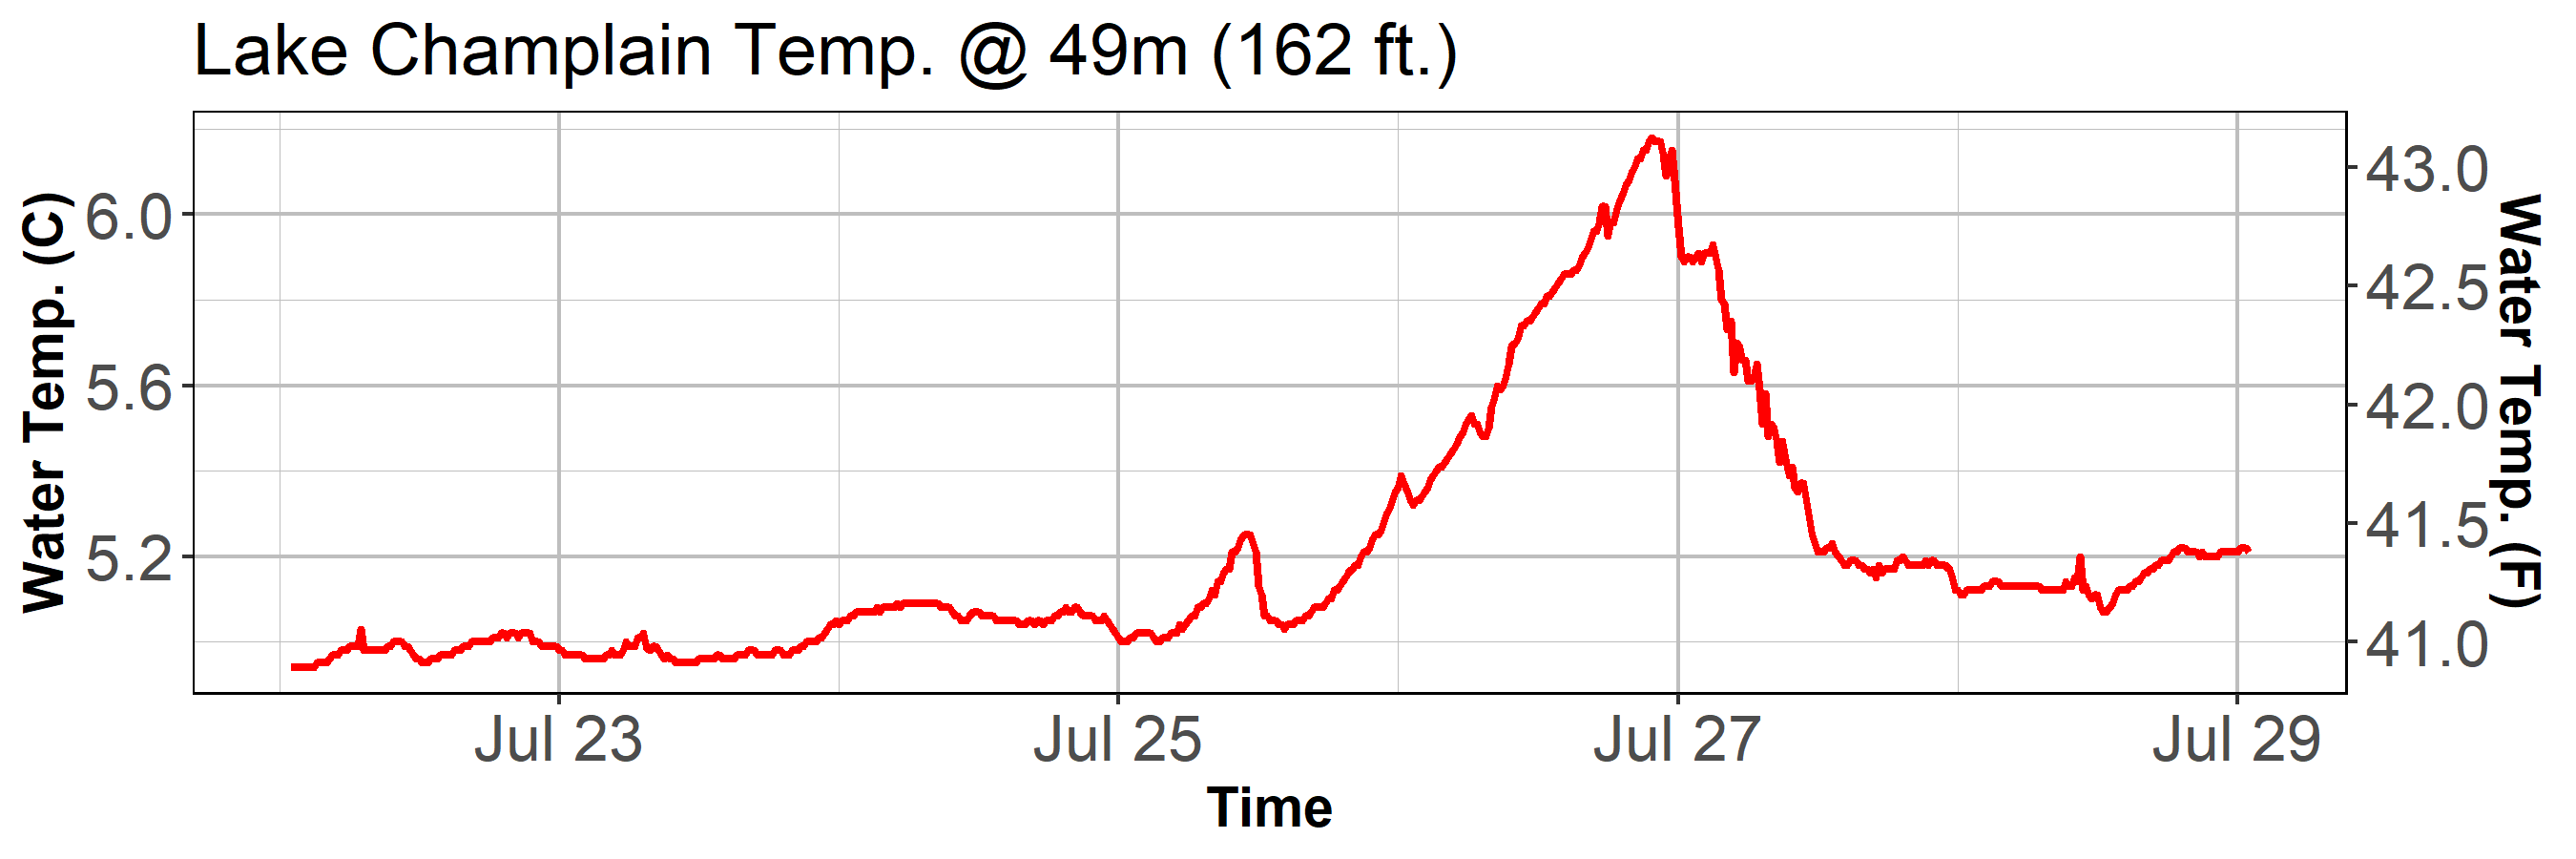 Lake Champlain Temp. @ 49m (162 ft.)
Water Temp. (C)
6.0
5.6
5.2
43.0
42.5
42.0
41.5
41.0
Water Temp. (F)
Jul 23 Jul 25 Jul 27 Jul 29
Time